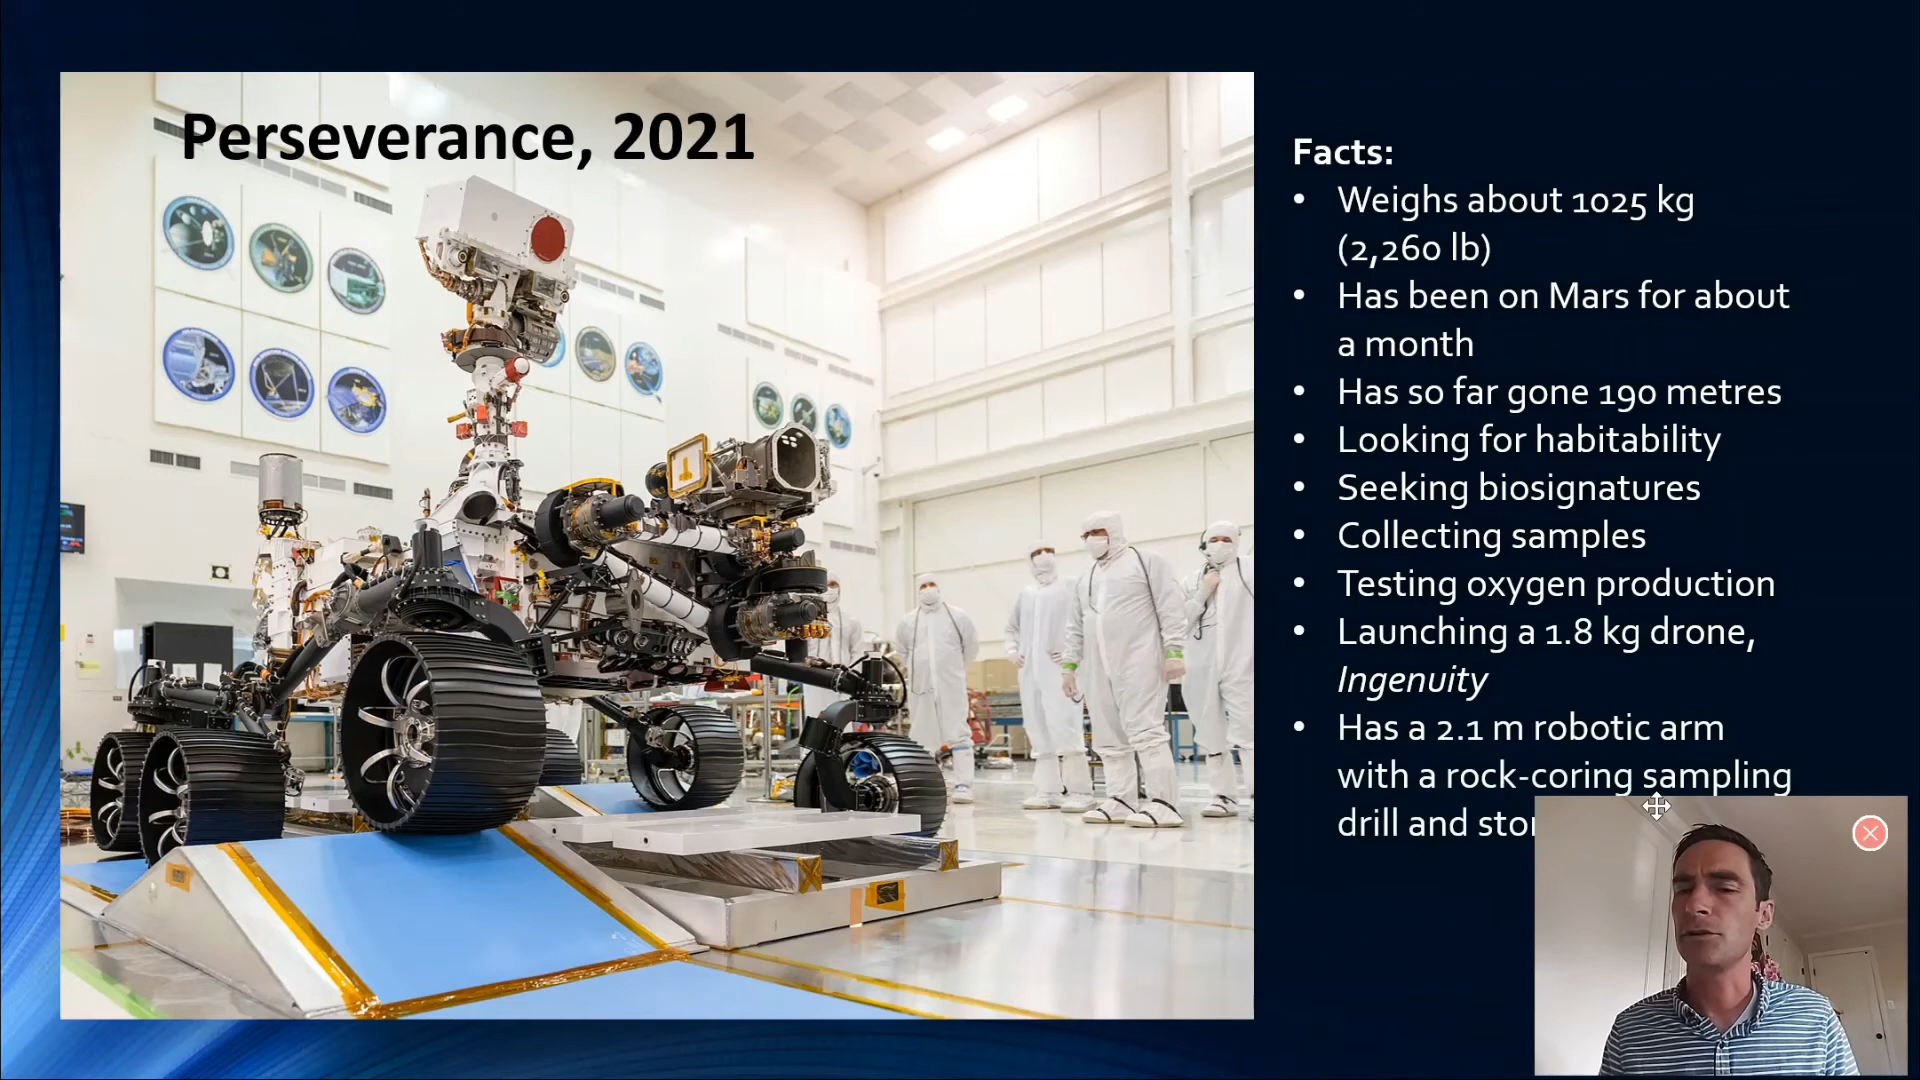 Perseverance, 2021
Facts:
• Weighs about 1025 kg
(2,260 lb)
• Has been on Mars for about
a month
• Has so far gone 190 metres
• Looking for habitability
• Seeking biosignatures
• Collecting samples
• Testing oxygen production
• Launching a 1.8 kg drone,
Ingenuity
• Has a 2.1 m robotic arm
with a rock-coring sampling
drill and